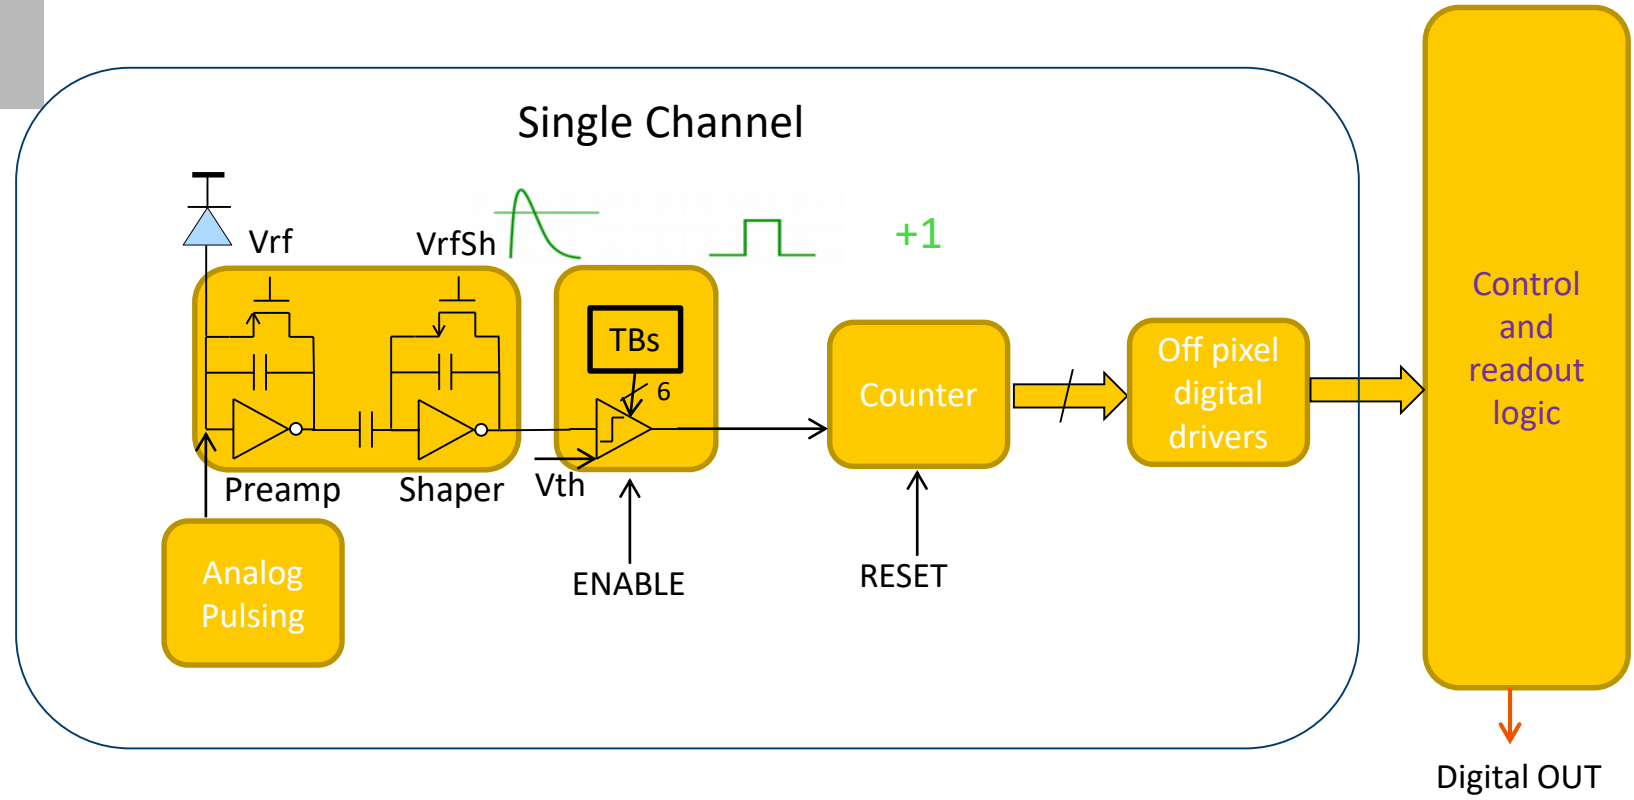 Single Channel
Vrf
VrfSh
+1
TBs
6
Counter
Off pixel
digital
drivers
Control
and
readout
logic
Preamp
Shaper
Vth
Analog
Pulsing
ENABLE
RESET
Digital OUT